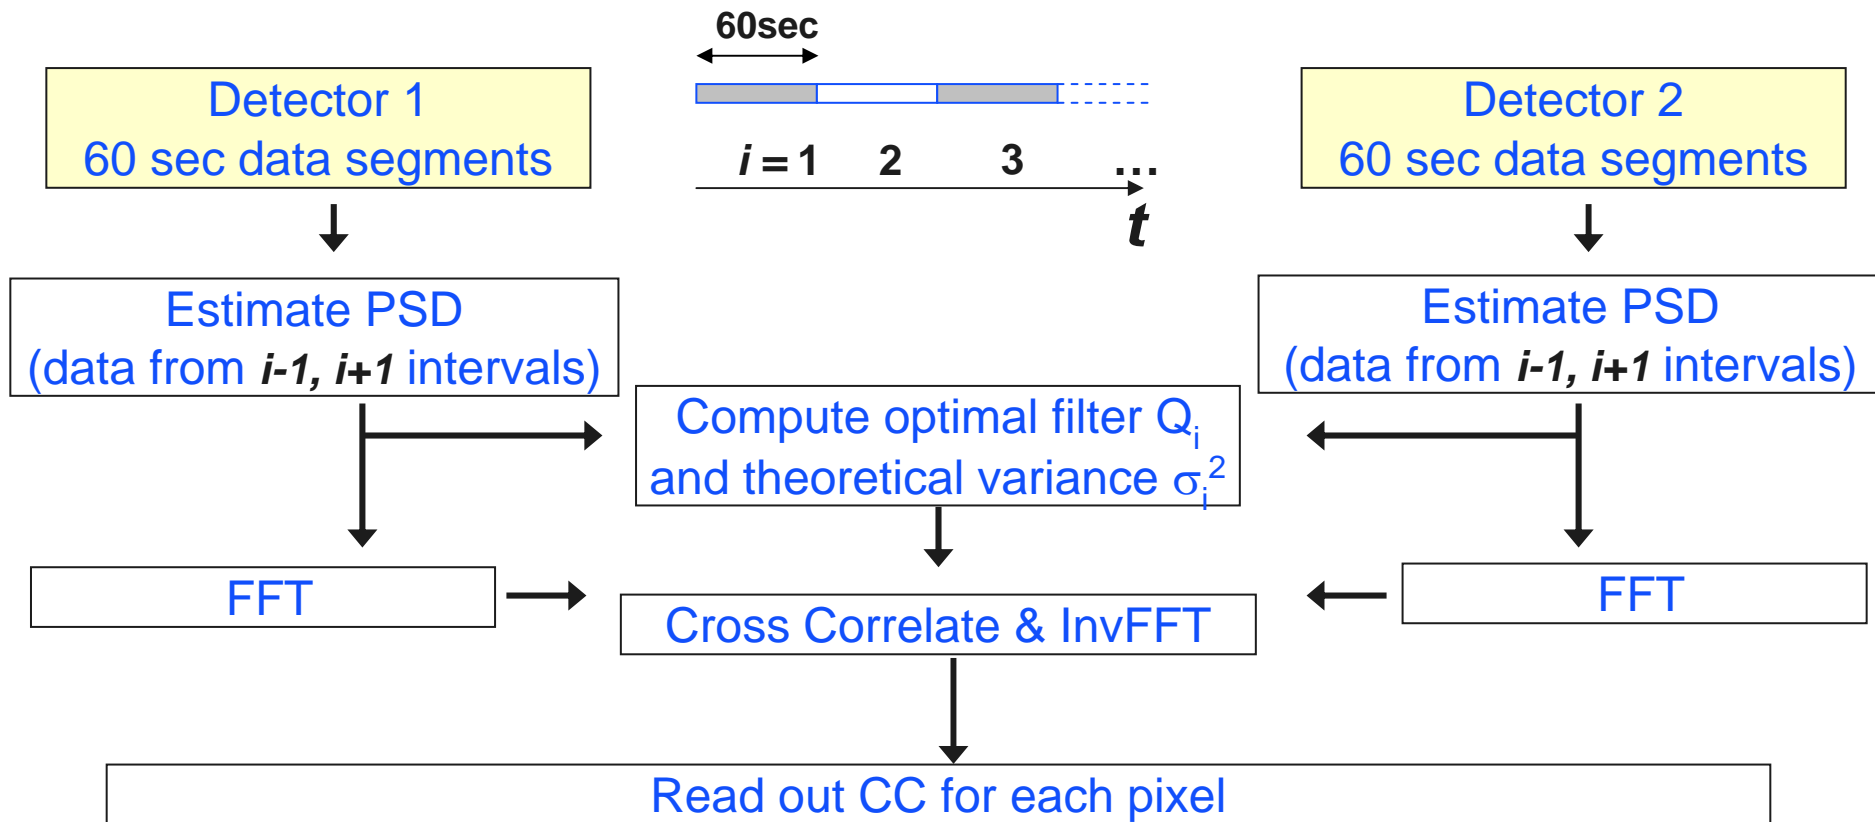 60sec
Detector 1
60 sec data segments
i = 1 2 3 ...
t
Detector 2
60 sec data segments
Estimate PSD
(data from i-1, i+1 intervals)
Estimate PSD
(data from i-1, i+1 intervals)
Compute optimal filter Qi
and theoretical variance σi2
FFT
FFT
Cross Correlate & InvFFT
Read out CC for each pixel